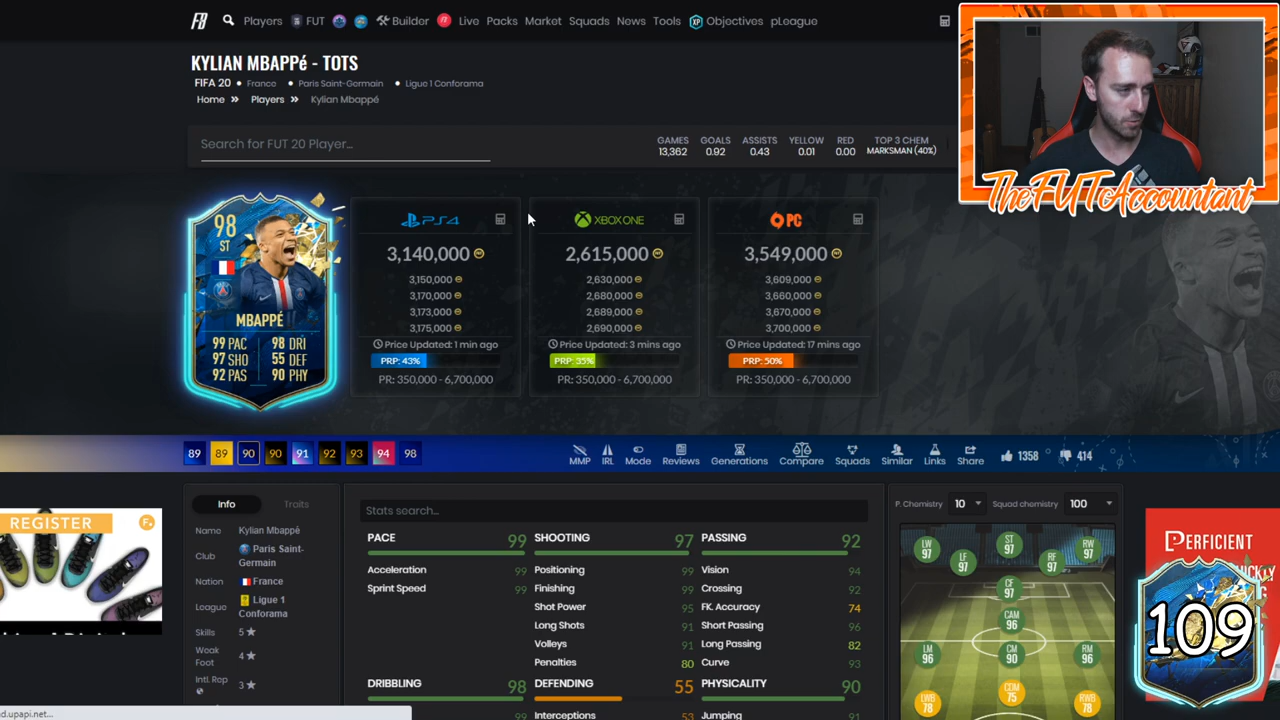 Players FUT Builder Live Packs Market Squads News Tools XP Objectives pLeague
KYLIAN MBAPPé - TOTS
FIFA 20 • France • Paris Saint-Germain • Ligue 1 Conforama
Home » Players » Kylian Mbappé
Search for FUT 20 Player...
GAMES GOALS ASSISTS YELLOW RED TOP 3 CHEM
13,362 0.92 0.43 0.01 0.00 MARSKMAN (40%)
TheFUTAccountant
98
ST
MBAPPÉ
99 PAC 98 DRI
97 SHO 55 DEF
92 PAS 90 PHY
PS4
3,140,000
3,150,000
3,170,000
3,173,000
3,175,000
Price Updated: 1 min ago
PRP: 43%
PR: 350,000 - 6,700,000
XBOX ONE
2,615,000
2,630,000
2,680,000
2,689,000
2,690,000
Price Updated: 3 mins ago
PRP: 35%
PR: 350,000 - 6,700,000
PC
3,549,000
3,609,000
3,660,000
3,670,000
3,700,000
Price Updated: 17 mins ago
PRP: 50%
PR: 350,000 - 6,700,000
89 89 90 90 91 92 93 94 98
MMP IRL Mode Reviews Generations Compare Squads Similar Links Share 1358 414
REGISTER
Info Traits
Name Kylian Mbappé
Club Paris Saint-
Germain
Nation France
League Ligue 1
Conforama
Skills 5★
Weak
Foot 4★
Intl. Rep 3★
Stats search...
PACE 99
Acceleration 99
Sprint Speed 99
SHOOTING 97
Positioning 99
Finishing 99
Shot Power 95
Long Shots 91
Volleys 91
Penalties 80
PASSING 92
Vision 94
Crossing 92
FK. Accuracy 74
Short Passing 96
Long Passing 82
Curve 93
DRIBBLING 98
99
DEFENDING 55
Interceptions 53
PHYSICALITY 90
Jumping 91
P. Chemistry 10 Squad chemistry 100
LW
97
ST
97
RW
97
LF
97
RF
97
CF
97
CAM
96
LM
96
CM
90
RM
96
LWB
78
CDM
75
RWB
78
PERFICIENT
109
d.upapi.net...